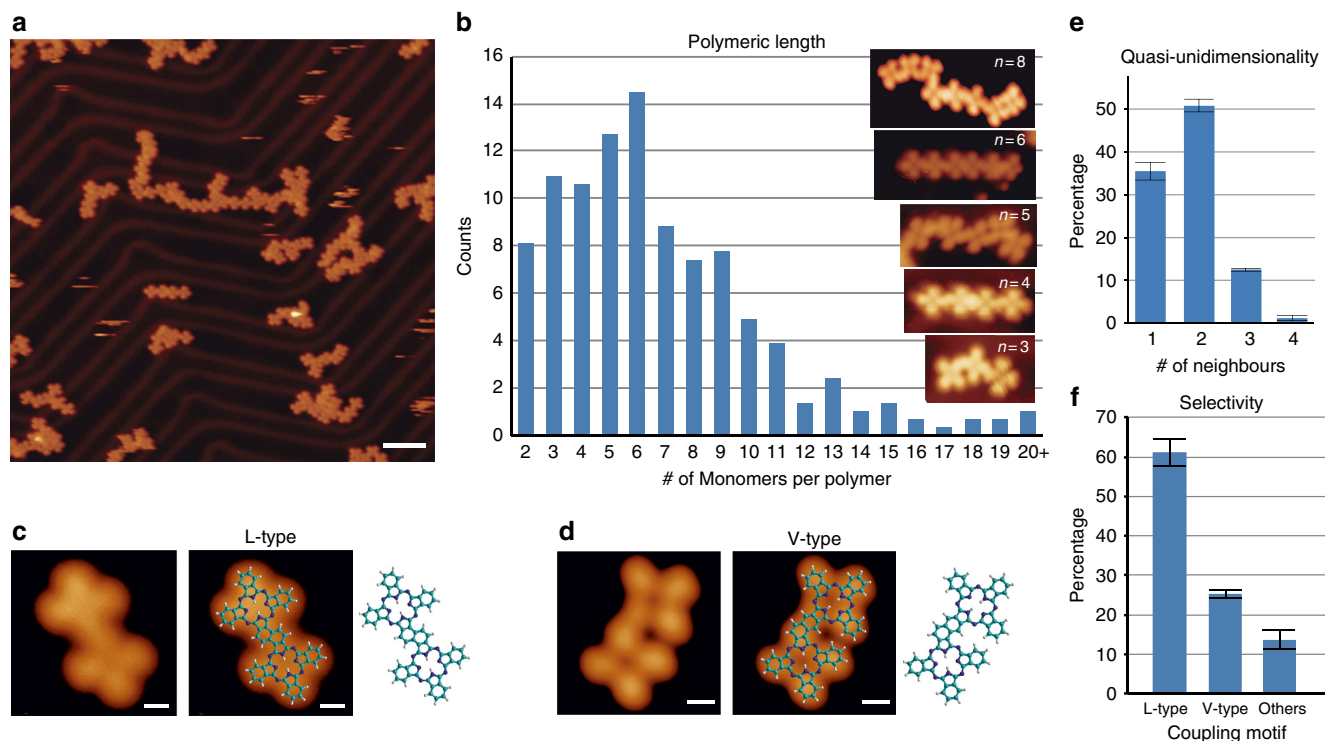 a
b
Polymeric length
16
14
12
10
8
6
4
2
0
Counts
2 3 4 5 6 7 8 9 10 11 12 13 14 15 16 17 18 19 20+
# of Monomers per polymer
n=8
n=6
n=5
n=4
n=3
c
L-type
d
V-type
e
Quasi-unidimensionality
50
40
30
20
10
0
Percentage
1 2 3 4
# of neighbours
f
Selectivity
70
60
50
40
30
20
10
0
Percentage
L-type V-type Others
Coupling motif